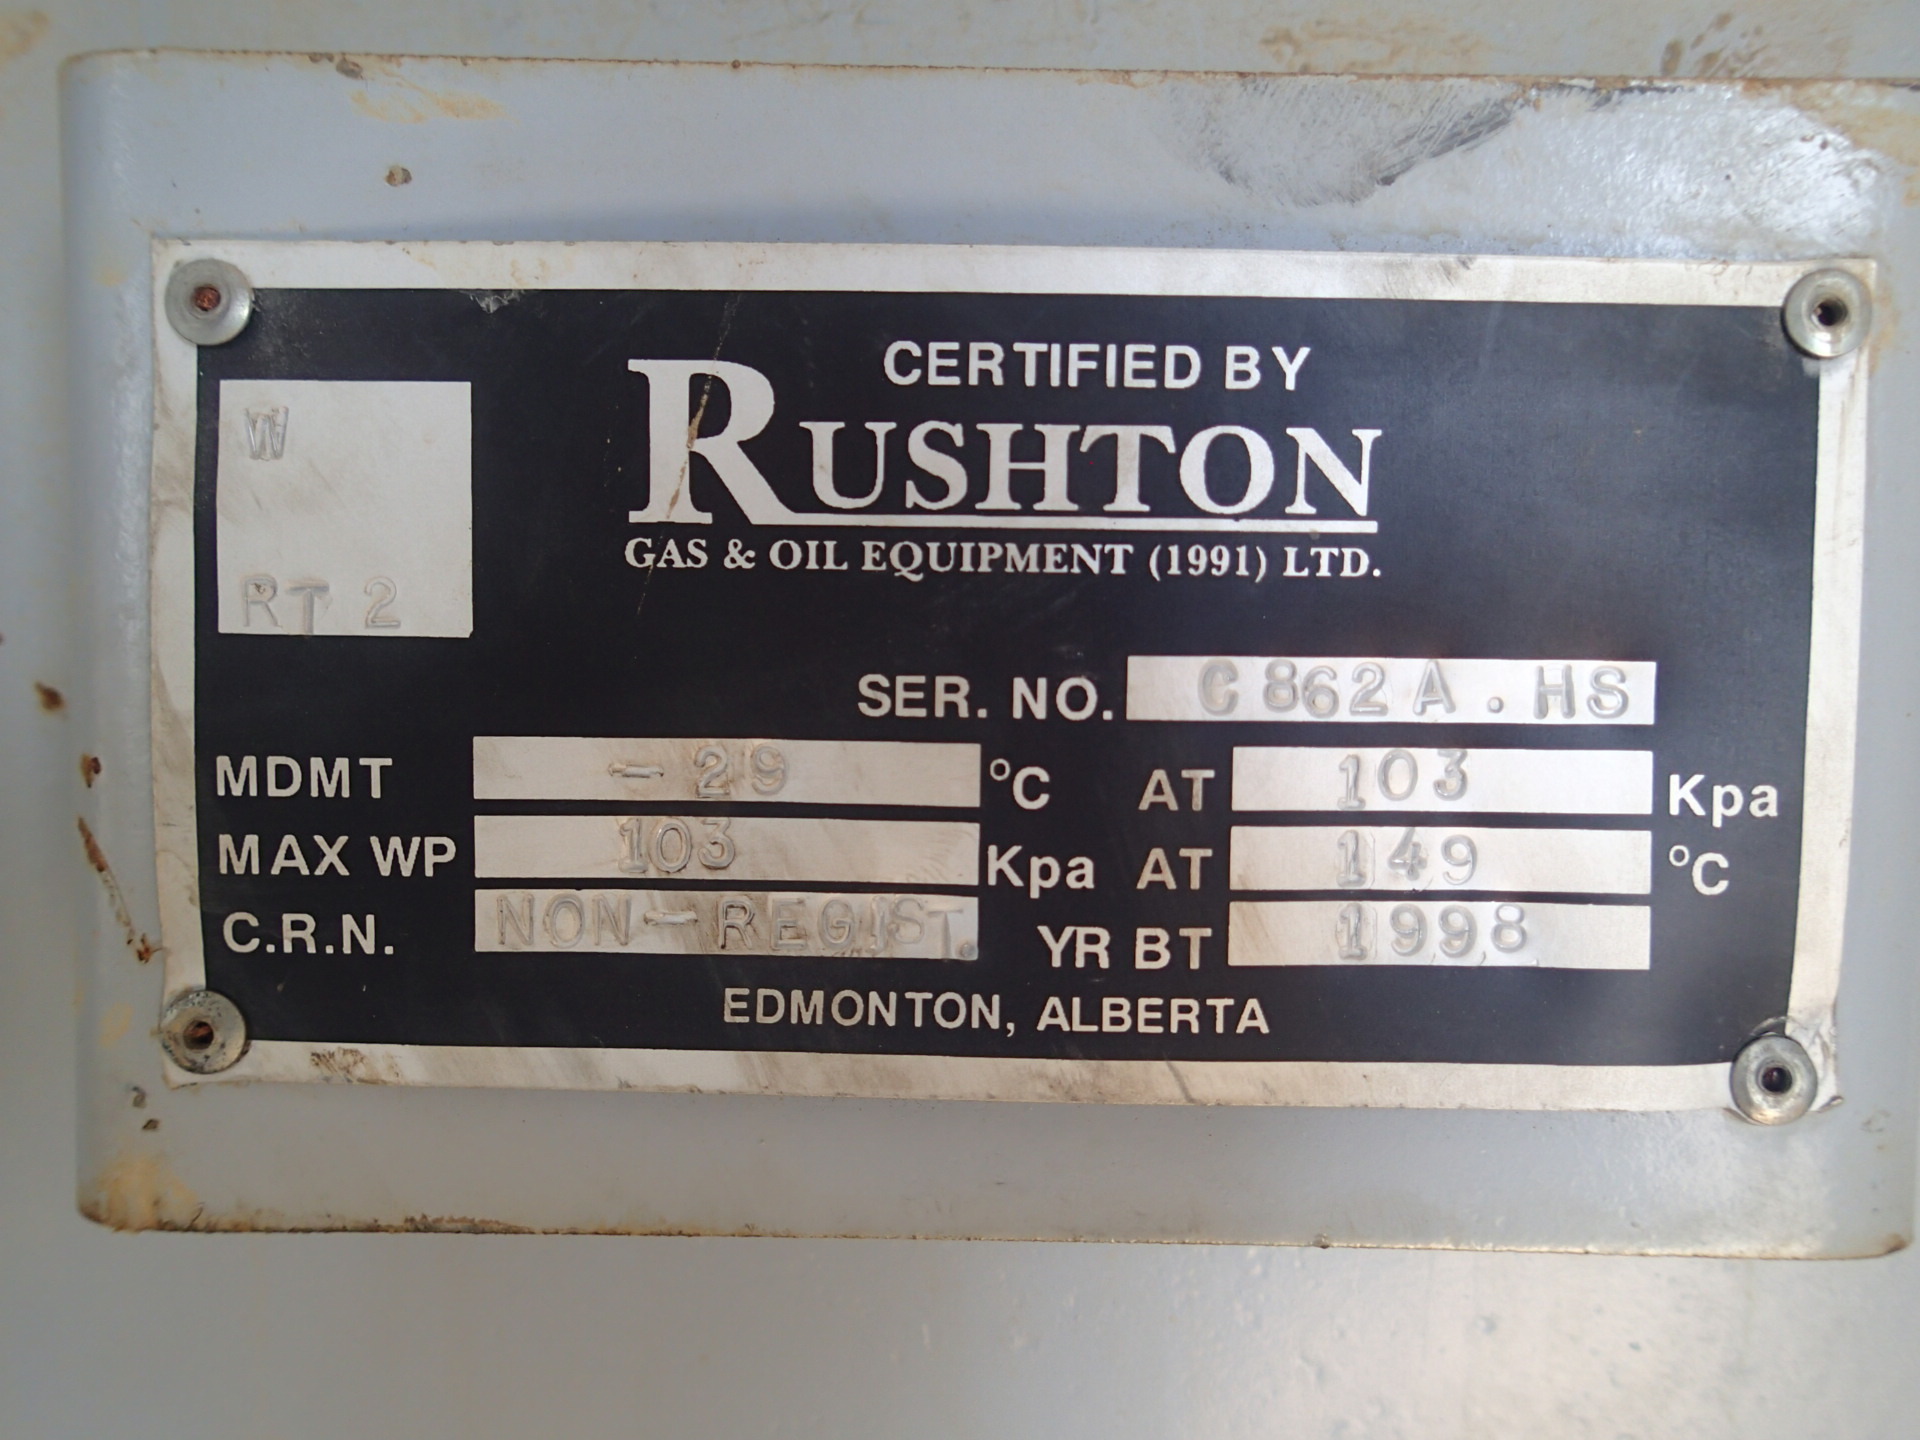 CERTIFIED BY
RUSHTON
GAS & OIL EQUIPMENT (1991) LTD.
W
RT 2
SER. NO. C862A.HS
MDMT -29 °C AT 103 Kpa
MAX WP 103 Kpa AT 149 °C
C.R.N. NON-REGIST. YR BT 1998
EDMONTON, ALBERTA